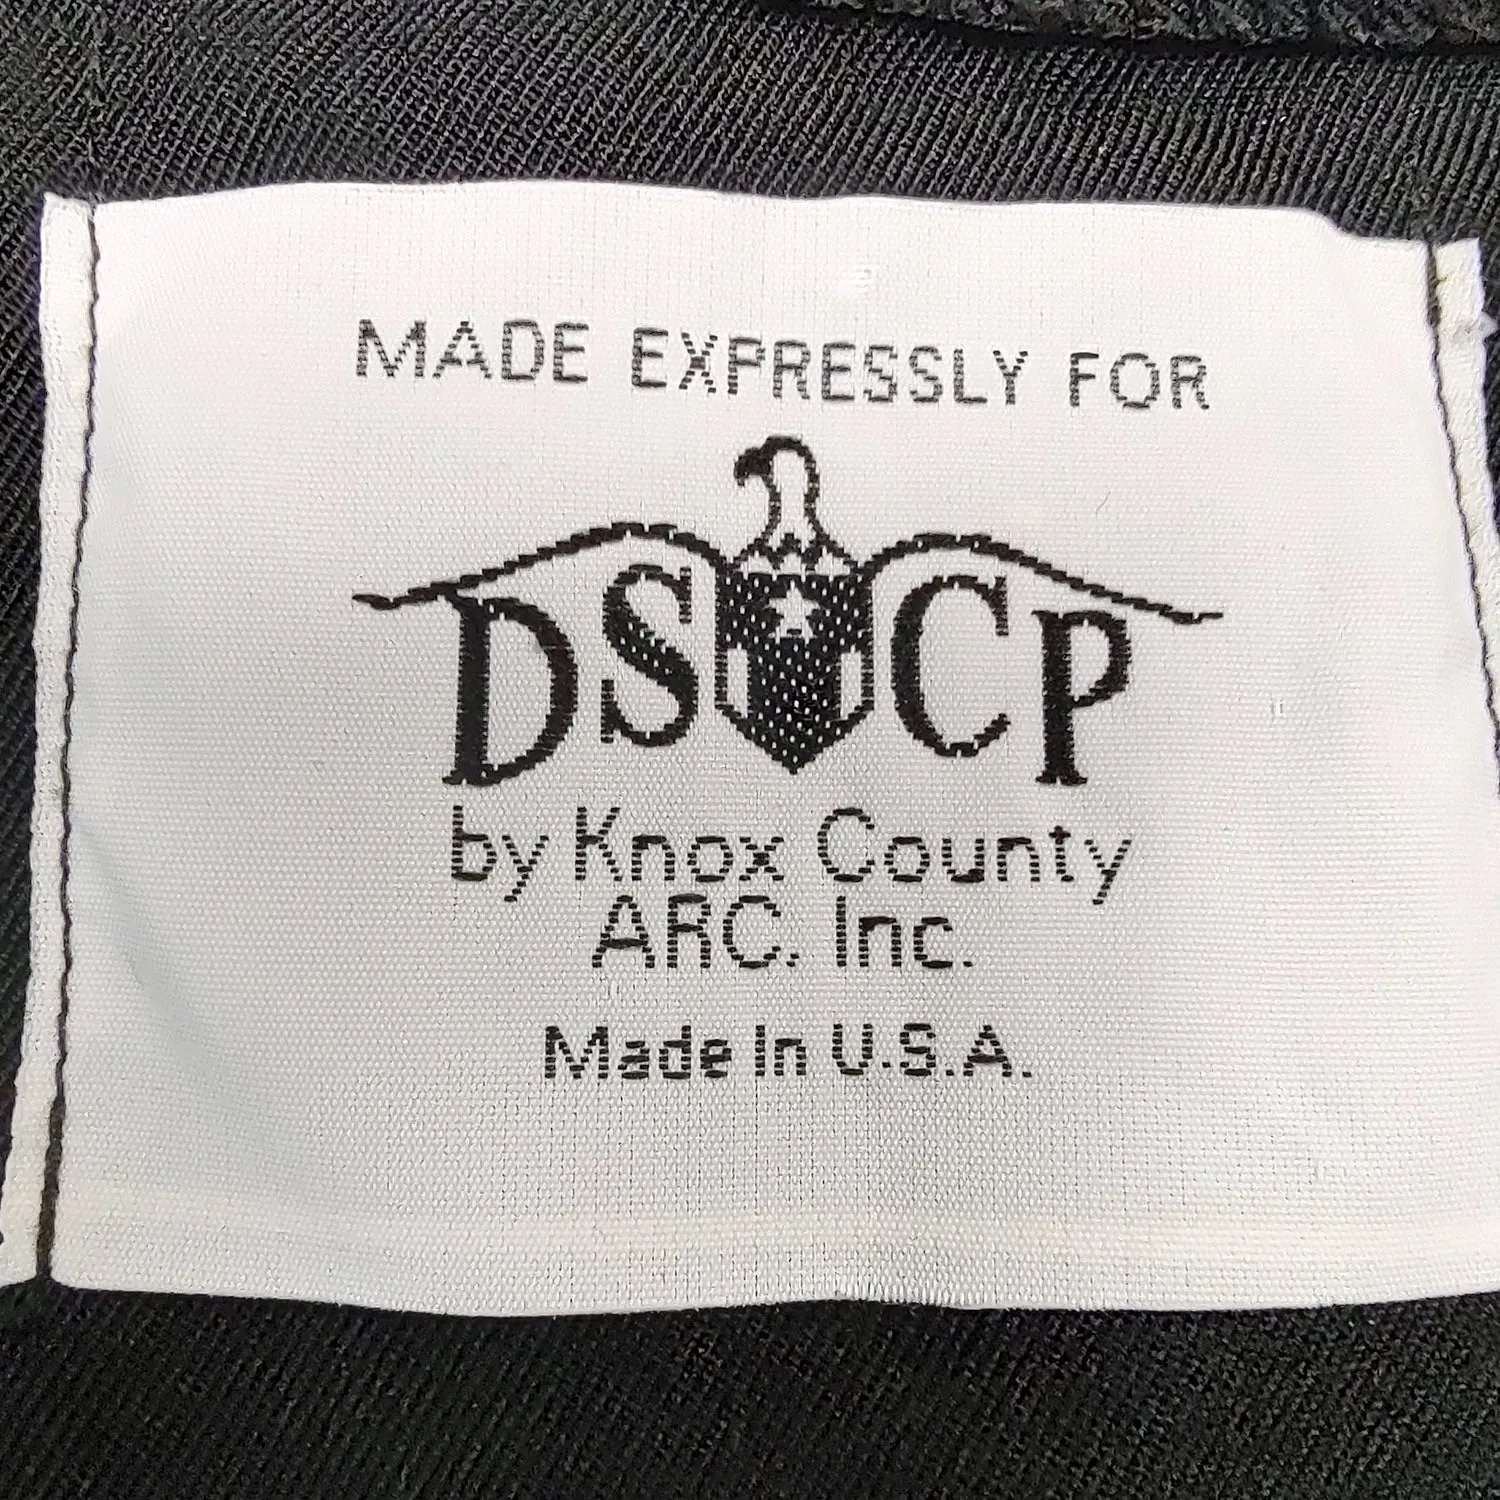 MADE EXPRESSLY FOR
DSCP
by Knox County
ARC, Inc.
Made In U.S.A.